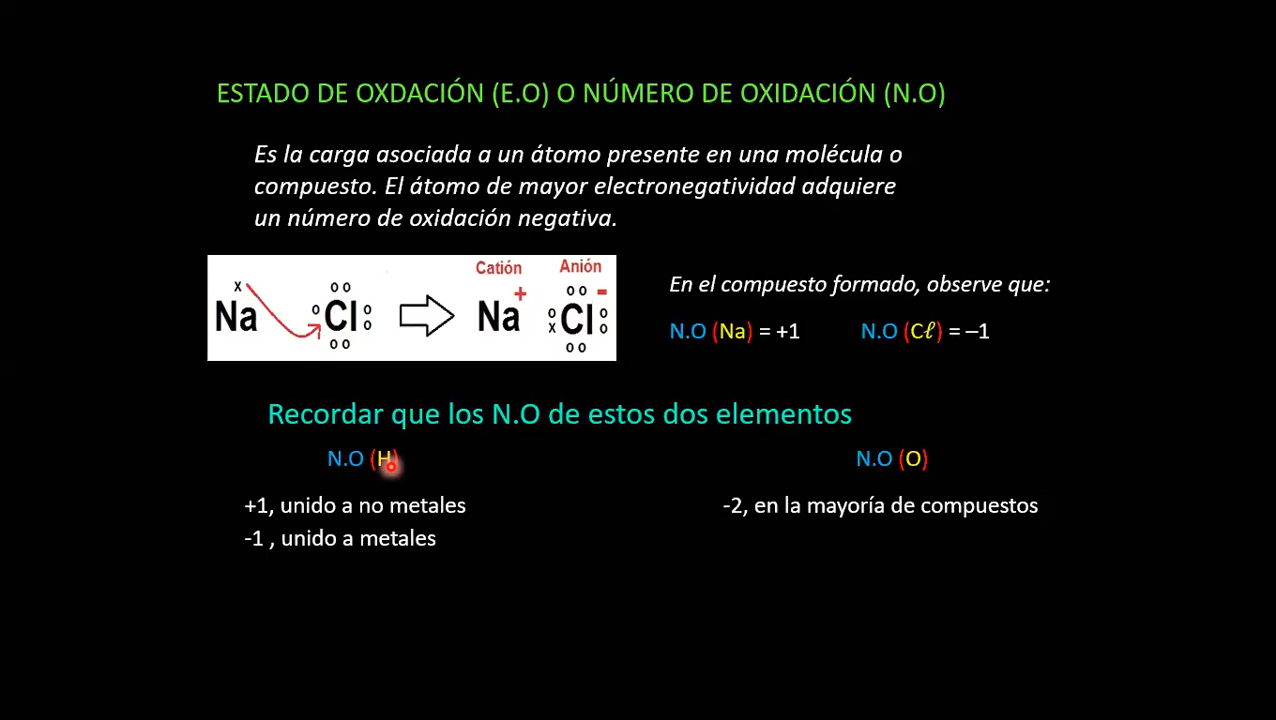 ESTADO DE OXDACIÓN (E.O) O NÚMERO DE OXIDACIÓN (N.O)
Es la carga asociada a un átomo presente en una molécula o
compuesto. El átomo de mayor electronegatividad adquiere
un número de oxidación negativa.
Catión Anión
x o o + o o -
Na o Cl o o Na o x Cl o o
o o o o
En el compuesto formado, observe que:
N.O (Na) = +1 N.O (Cℓ) = –1
Recordar que los N.O de estos dos elementos
N.O (H) N.O (O)
+1, unido a no metales -2, en la mayoría de compuestos
-1 , unido a metales